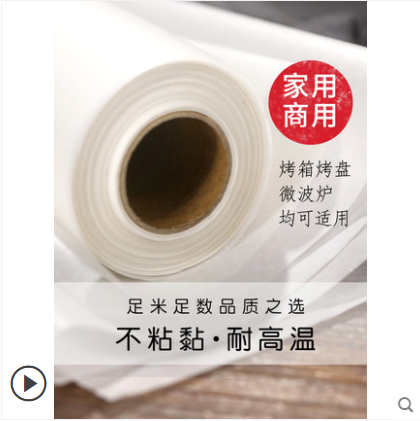 家用
商用
烤箱烤盘
微波炉
均可适用
足米足数品质之选
不粘黏·耐高温